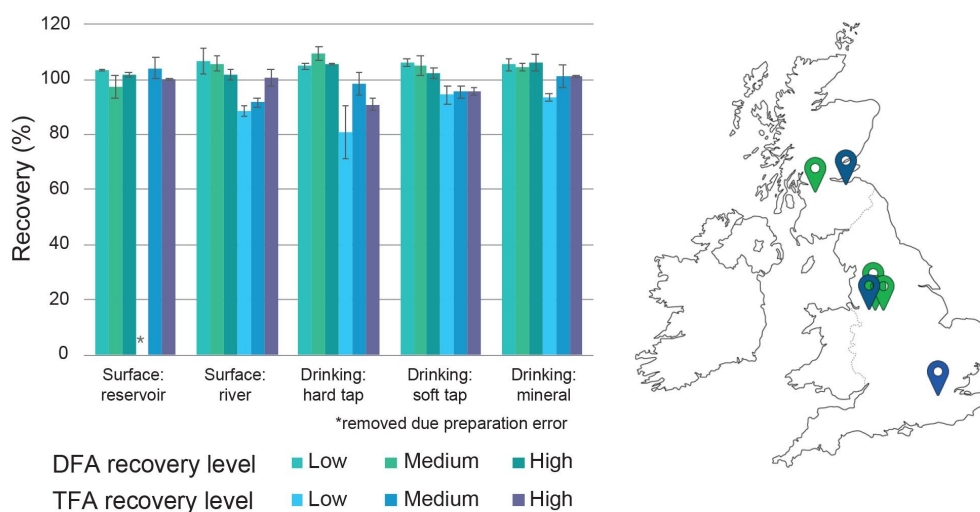 120
100
80
60
40
20
0
Recovery (%)
*
Surface: reservoir
Surface: river
Drinking: hard tap
Drinking: soft tap
Drinking: mineral
*removed due preparation error
DFA recovery level Low Medium High
TFA recovery level Low Medium High